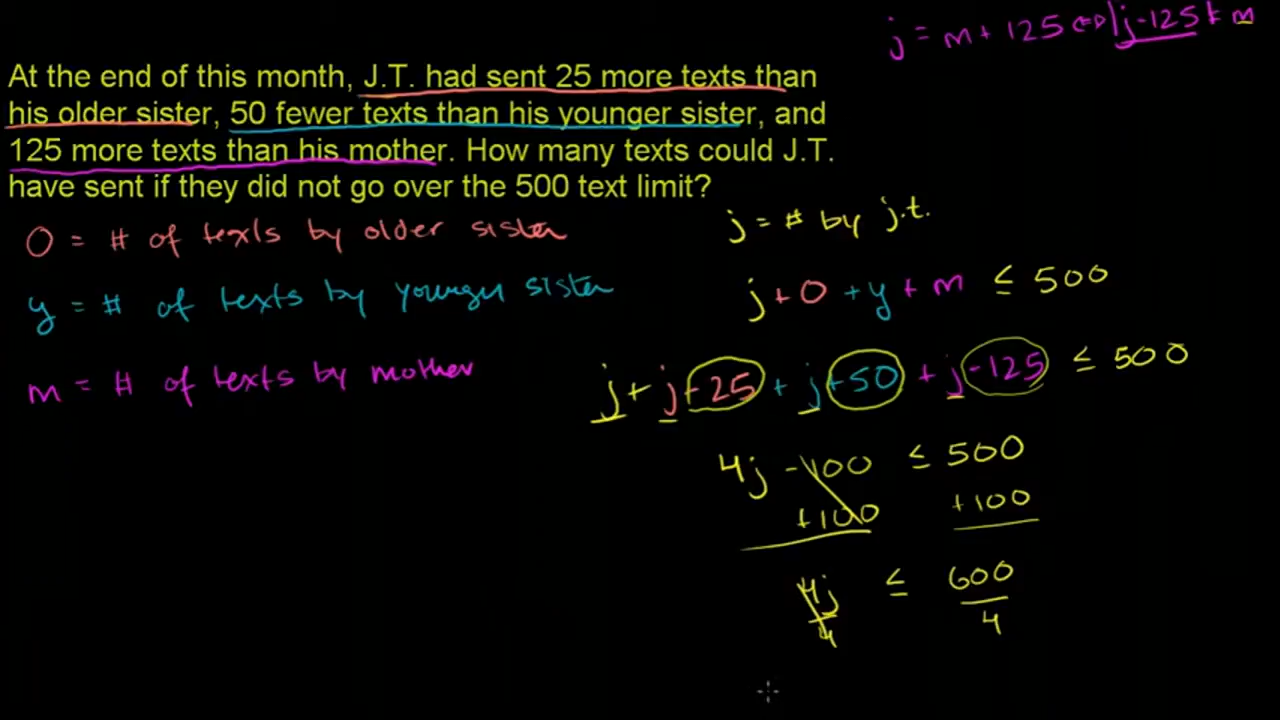 j = m + 125 ⇔ j - 125 = m
At the end of this month, J.T. had sent 25 more texts than
his older sister, 50 fewer texts than his younger sister, and
125 more texts than his mother. How many texts could J.T.
have sent if they did not go over the 500 text limit?
O = # of texts by older sister
j = # by j.t.
y = # of texts by younger sister
j + O + y + m ≤ 500
m = # of texts by mother
j + j - 25 + j + 50 + j - 125 ≤ 500
4j - 100 ≤ 500
+100 +100
4j ≤ 600
4 4